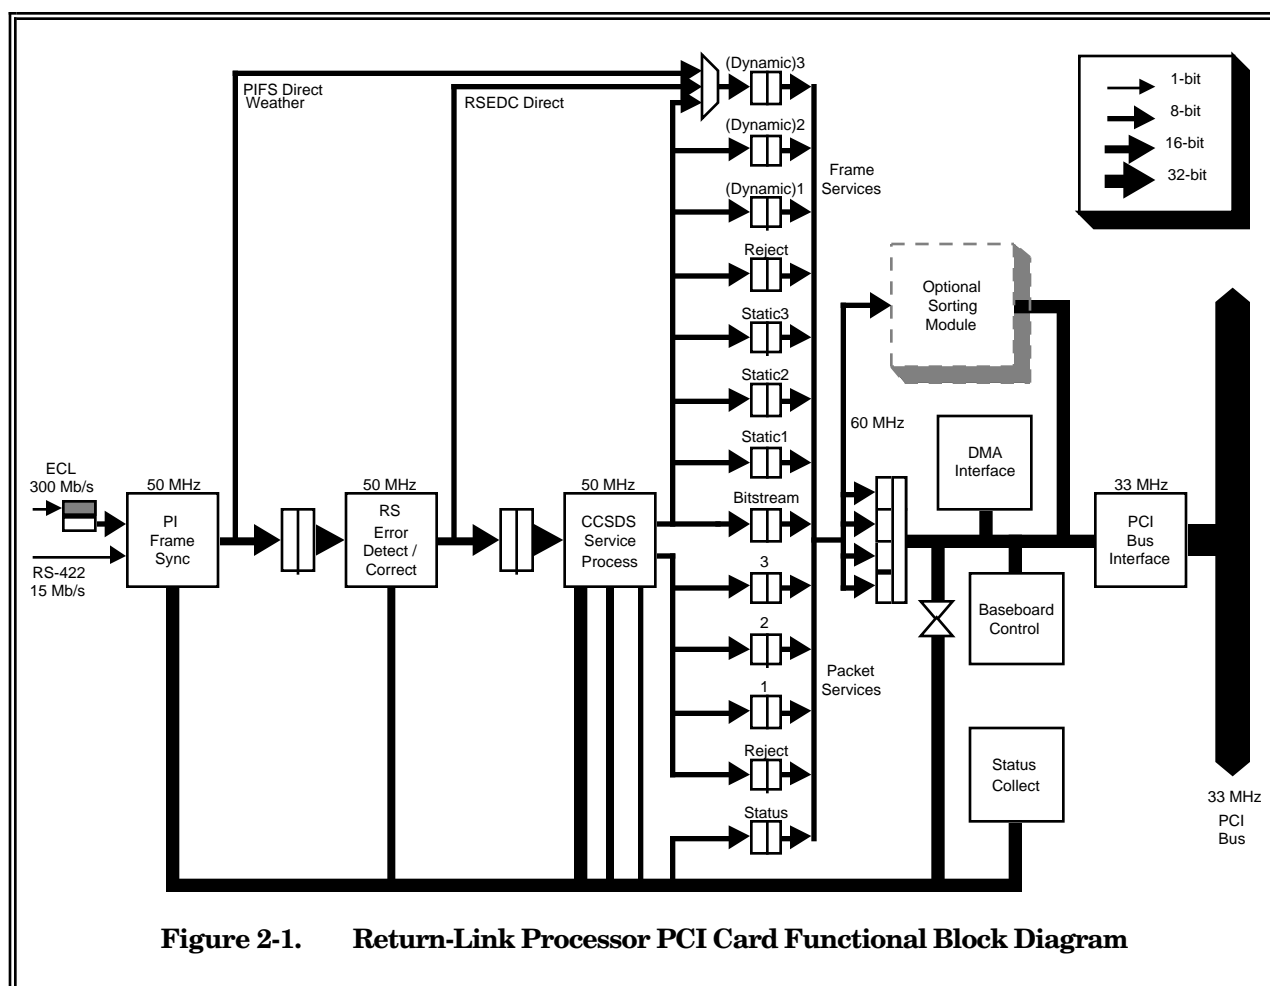 PIFS Direct
Weather
RSEDC Direct
(Dynamic)3
(Dynamic)2
(Dynamic)1
Reject
Static3
Static2
Static1
Bitstream
3
2
1
Reject
Status
Frame
Services
Packet
Services
1-bit
8-bit
16-bit
32-bit
Optional
Sorting
Module
60 MHz
DMA
Interface
ECL
300 Mb/s
RS-422
15 Mb/s
50 MHz
PI
Frame
Sync
50 MHz
RS
Error
Detect /
Correct
50 MHz
CCSDS
Service
Process
33 MHz
PCI
Bus
Interface
Baseboard
Control
Status
Collect
33 MHz
PCI
Bus
Figure 2-1. Return-Link Processor PCI Card Functional Block Diagram